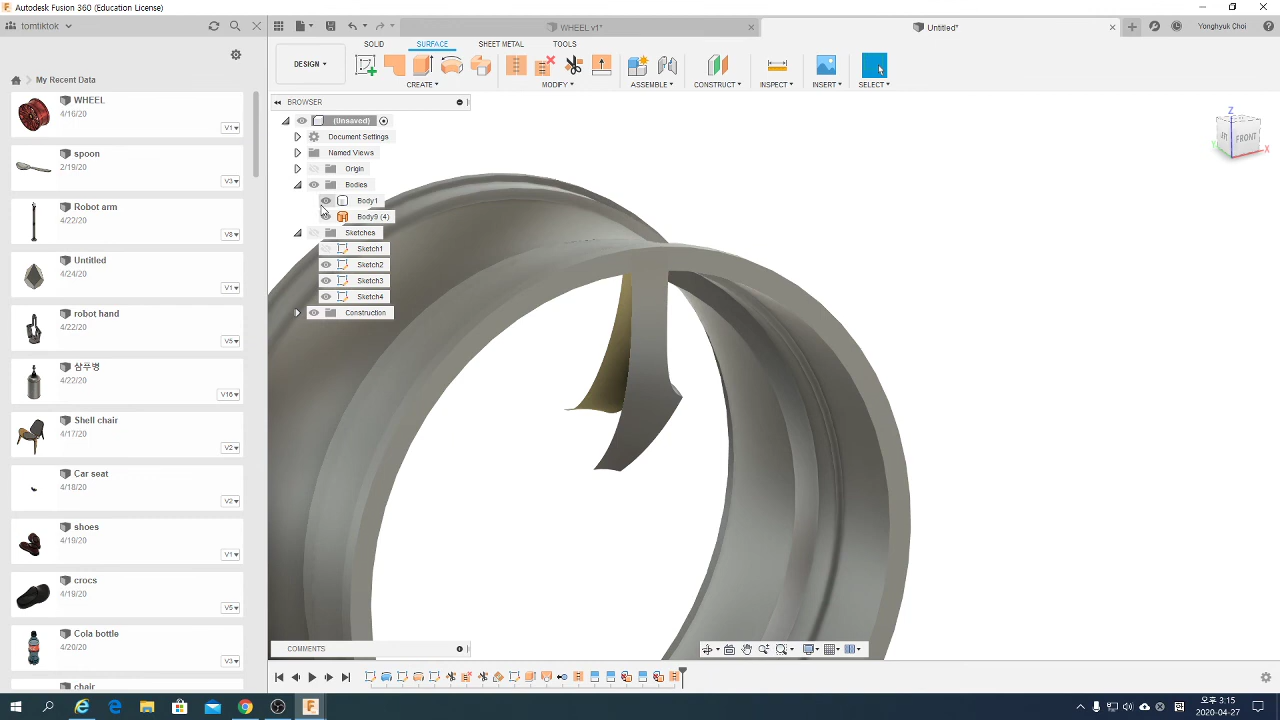 Autodesk Fusion 360 (Education License)
tomtiktok
WHEEL v1*
Untitled*
Yonghyuk Choi
SOLID
SURFACE
SHEET METAL
TOOLS
DESIGN
CREATE
MODIFY
ASSEMBLE
CONSTRUCT
INSPECT
INSERT
SELECT
My Recent Data
WHEEL
4/16/20
V1
spoon
2/19/20
V3
Robot arm
4/22/20
V8
Untitled
4/24/20
V1
robot hand
4/22/20
V5
샴푸병
4/22/20
V16
Shell chair
4/17/20
V2
Car seat
4/18/20
V2
shoes
4/19/20
V1
crocs
4/19/20
V5
Cola bottle
4/20/20
V3
chair
BROWSER
(Unsaved)
Document Settings
Named Views
Origin
Bodies
Body1
Body9 (4)
Sketches
Sketch1
Sketch2
Sketch3
Sketch4
Construction
Z
FRONT
X
Y
COMMENTS
오후 3:15
2020-04-27